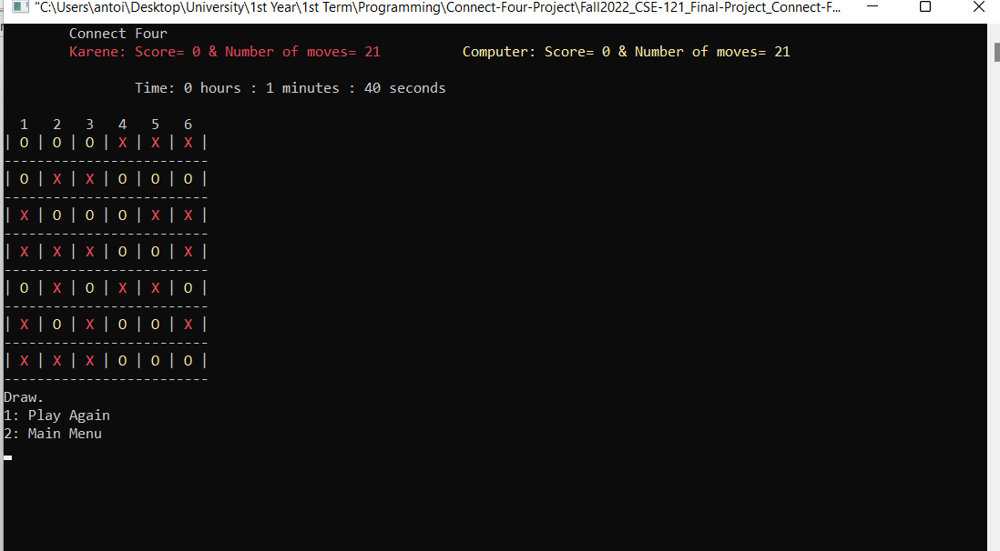 "C:\Users\antoi\Desktop\University\1st Year\1st Term\Programming\Connect-Four-Project\Fall2022_CSE-121_Final-Project_Connect-F...
Connect Four
Karene: Score= 0 & Number of moves= 21 Computer: Score= 0 & Number of moves= 21
Time: 0 hours : 1 minutes : 40 seconds
1 2 3 4 5 6
| O | O | O | X | X | X |
-------------------------
| O | X | X | O | O | O |
-------------------------
| X | O | O | O | X | X |
-------------------------
| X | X | X | O | O | X |
-------------------------
| O | X | O | X | X | O |
-------------------------
| X | O | X | O | O | X |
-------------------------
| X | X | X | O | O | O |
-------------------------
Draw.
1: Play Again
2: Main Menu